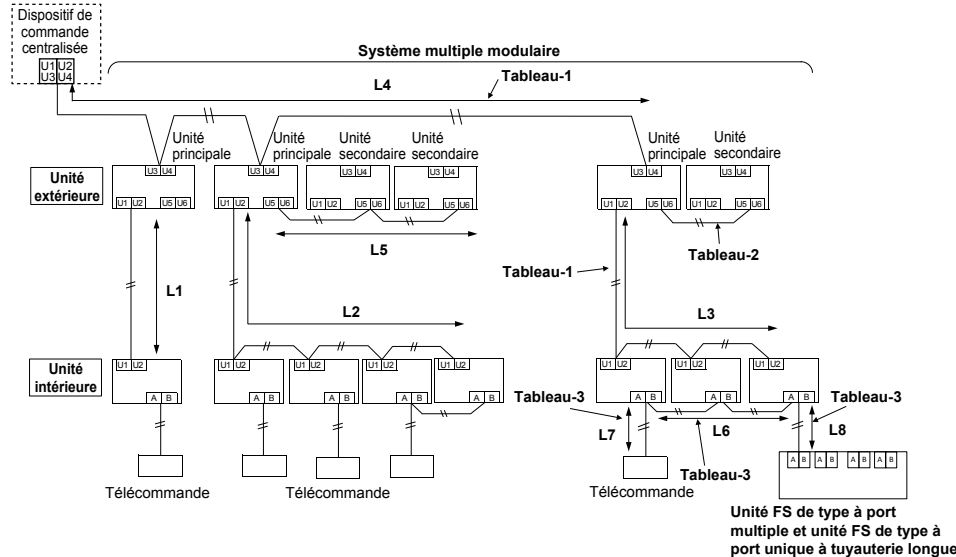 Dispositif de
commande
centralisée
U1 U2
U3 U4
Système multiple modulaire
L4
Tableau-1
Unité
principale
Unité
principale
Unité
secondaire
Unité
secondaire
Unité
principale
Unité
secondaire
Unité
extérieure
U3 U4
U3 U4
U3 U4
U3 U4
U3 U4
U3 U4
U1 U2
U5 U6
U1 U2
U5 U6
U1 U2
U5 U6
U1 U2
U5 U6
U1 U2
U5 U6
U1 U2
U5 U6
L5
Tableau-2
Tableau-1
L1
L2
L3
Unité
intérieure
U1 U2
U1 U2
U1 U2
U1 U2
U1 U2
U1 U2
U1 U2
U1 U2
A B
A B
A B
A B
A B
A B
A B
A B
Tableau-3
L7
L6
Tableau-3
L8
Tableau-3
A B
A B
A B
A B
Télécommande
Télécommande
Télécommande
Unité FS de type à port
multiple et unité FS de type à
port unique à tuyauterie longue